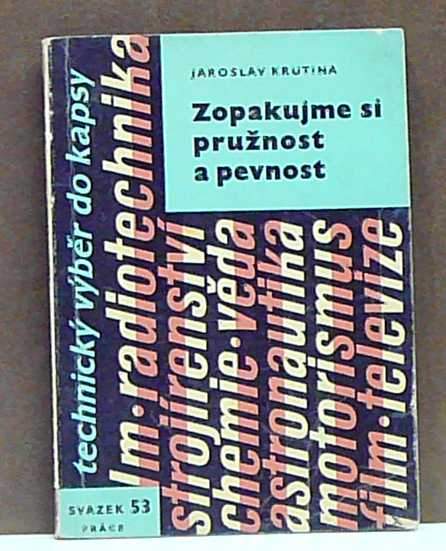 JAROSLAV KRUTINA
Zopakujme si
pružnost
a pevnost
technický výběr do kapsy
lm·radiotechnika
strojírenství
chemie·věda
astronautika
motorismus
film·televize
SVAZEK 53
PRÁCE